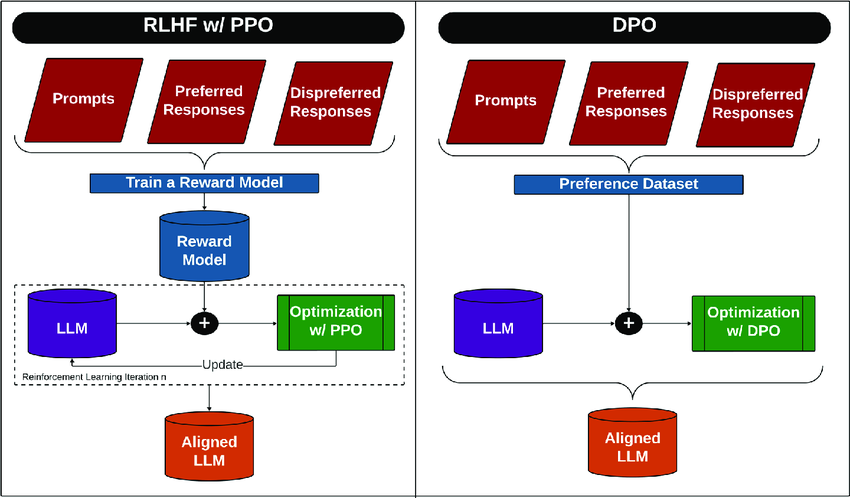 RLHF w/ PPO
Prompts
Preferred
Responses
Dispreferred
Responses
Train a Reward Model
Reward
Model
LLM
+
Optimization
w/ PPO
Update
Reinforcement Learning Iteration n
Aligned
LLM
DPO
Prompts
Preferred
Responses
Dispreferred
Responses
Preference Dataset
LLM
+
Optimization
w/ DPO
Aligned
LLM